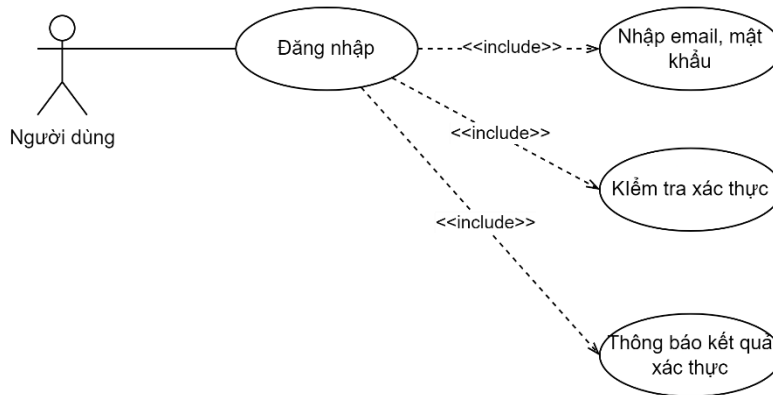 Đăng nhập
<<include>>
Nhập email, mật
khẩu
Người dùng
<<include>>
KIểm tra xác thực
<<include>>
Thông báo kết quả
xác thực